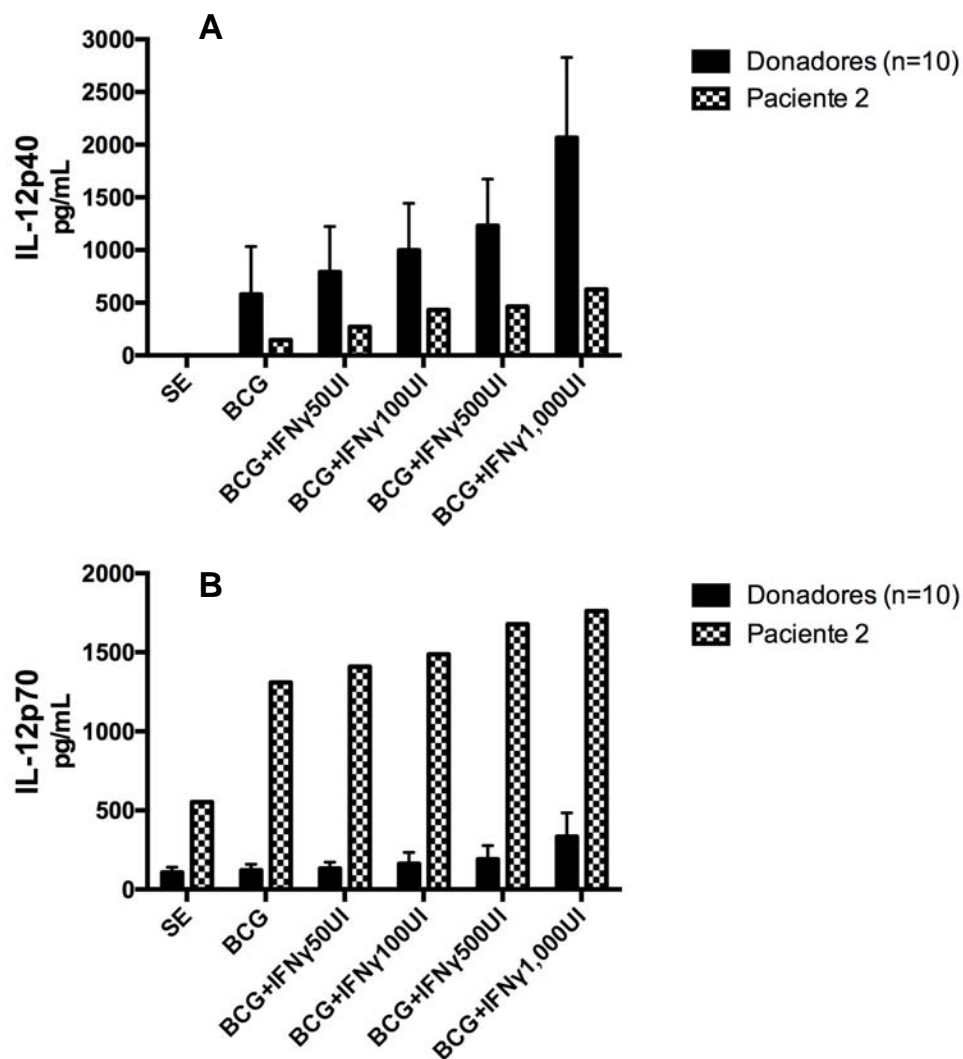 A
3000
2500
2000
1500
1000
500
0
IL-12p40
pg/mL
SE
BCG
BCG+IFNγ50UI
BCG+IFNγ100UI
BCG+IFNγ500UI
BCG+IFNγ1,000UI
Donadores (n=10)
Paciente 2
B
2000
1500
1000
500
0
IL-12p70
pg/mL
SE
BCG
BCG+IFNγ50UI
BCG+IFNγ100UI
BCG+IFNγ500UI
BCG+IFNγ1,000UI
Donadores (n=10)
Paciente 2